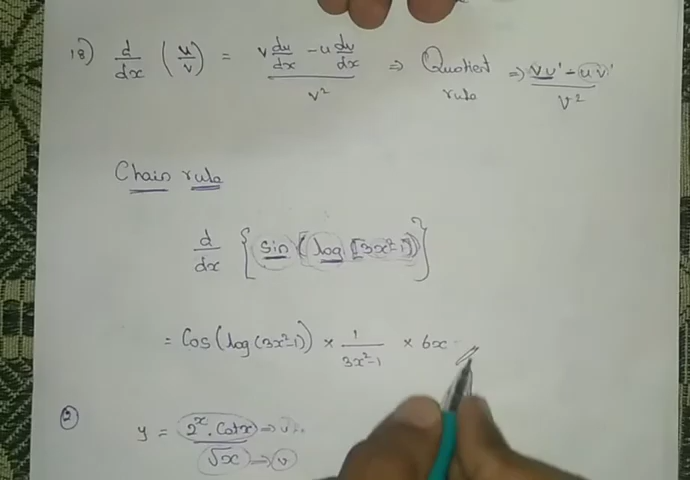 18) d/dx (u/v) = v du/dx - u dv/dx / v² ⇒ Quotient rule ⇒ vu' - uv' / v²
Chain rule
d/dx { sin [ log [3x²-1] ] }
= Cos (log (3x²-1)) × 1/3x²-1 × 6x
② y = 2ˣ . Cotx ⇒ u / √x ⇒ v